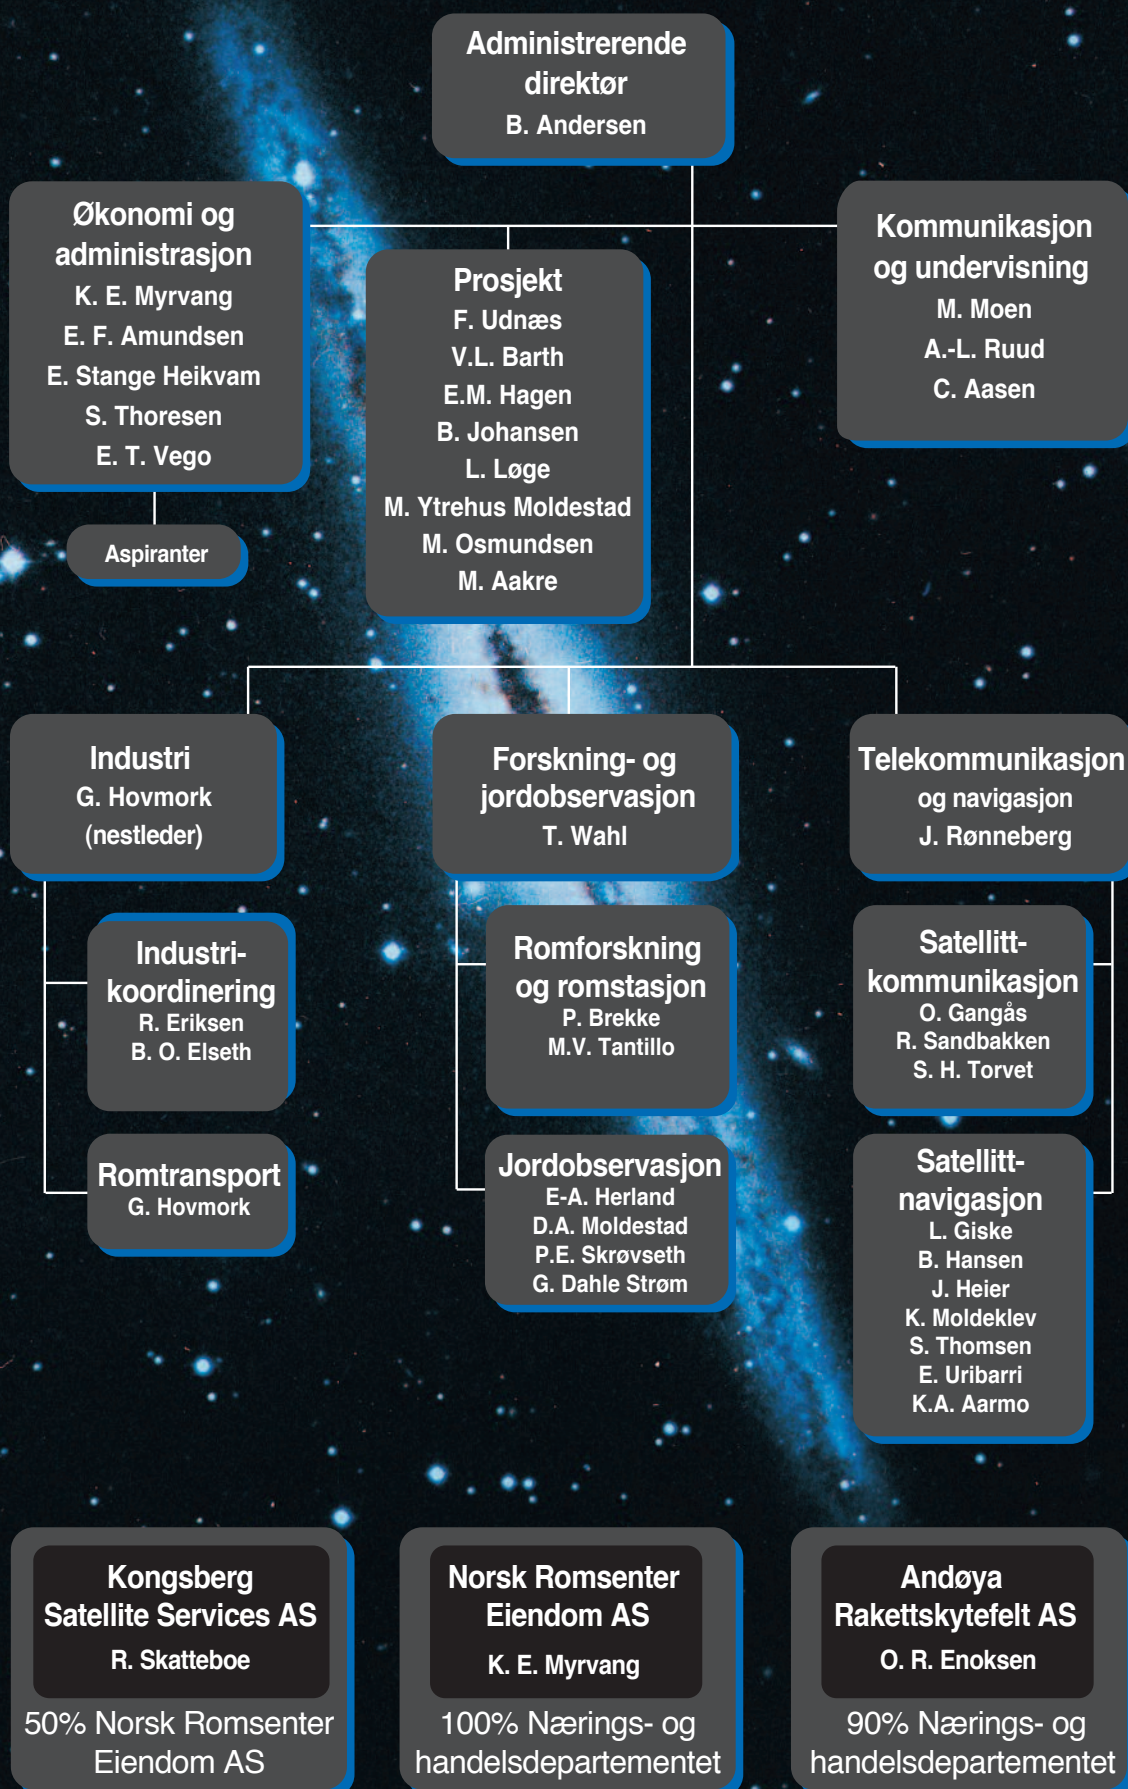 Administrerende
direktør
B. Andersen
Økonomi og
administrasjon
K. E. Myrvang
E. F. Amundsen
E. Stange Heikvam
S. Thoresen
E. T. Vego
Aspiranter
Prosjekt
F. Udnæs
V.L. Barth
E.M. Hagen
B. Johansen
L. Løge
M. Ytrehus Moldestad
M. Osmundsen
M. Aakre
Kommunikasjon
og undervisning
M. Moen
A.-L. Ruud
C. Aasen
Industri
G. Hovmork
(nestleder)
Industri-
koordinering
R. Eriksen
B. O. Elseth
Romtransport
G. Hovmork
Forskning- og
jordobservasjon
T. Wahl
Romforskning
og romstasjon
P. Brekke
M.V. Tantillo
Jordobservasjon
E-A. Herland
D.A. Moldestad
P.E. Skrøvseth
G. Dahle Strøm
Telekommunikasjon
og navigasjon
J. Rønneberg
Satellitt-
kommunikasjon
O. Gangås
R. Sandbakken
S. H. Torvet
Satellitt-
navigasjon
L. Giske
B. Hansen
J. Heier
K. Moldeklev
S. Thomsen
E. Uribarri
K.A. Aarmo
Kongsberg
Satellite Services AS
R. Skatteboe
50% Norsk Romsenter
Eiendom AS
Norsk Romsenter
Eiendom AS
K. E. Myrvang
100% Nærings- og
handelsdepartementet
Andøya
Rakettskytefelt AS
O. R. Enoksen
90% Nærings- og
handelsdepartementet